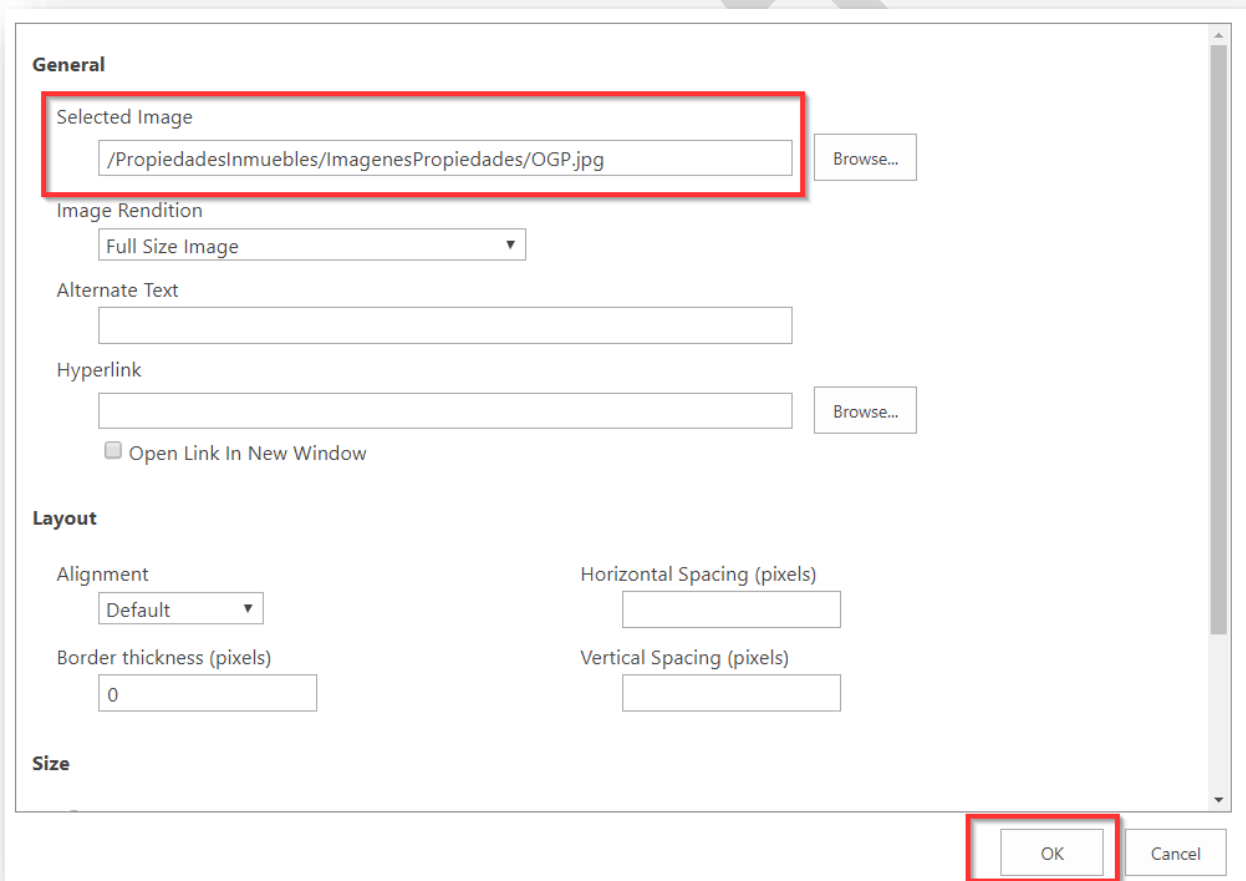 General
Selected Image
/PropiedadesInmuebles/ImagenesPropiedades/OGP.jpg
Browse...
Image Rendition
Full Size Image
Alternate Text
Hyperlink
Browse...
Open Link In New Window
Layout
Alignment
Horizontal Spacing (pixels)
Default
Border thickness (pixels)
Vertical Spacing (pixels)
0
Size
OK
Cancel